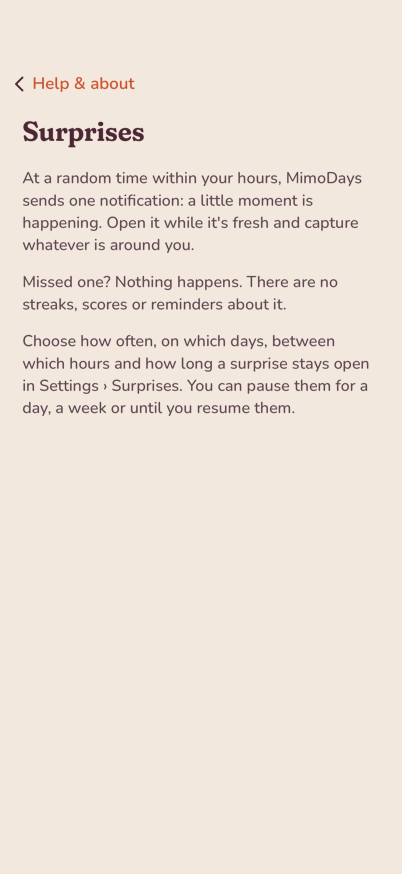 Help & about
Surprises
At a random time within your hours, MimoDays
sends one notification: a little moment is
happening. Open it while it's fresh and capture
whatever is around you.
Missed one? Nothing happens. There are no
streaks, scores or reminders about it.
Choose how often, on which days, between
which hours and how long a surprise stays open
in Settings › Surprises. You can pause them for a
day, a week or until you resume them.